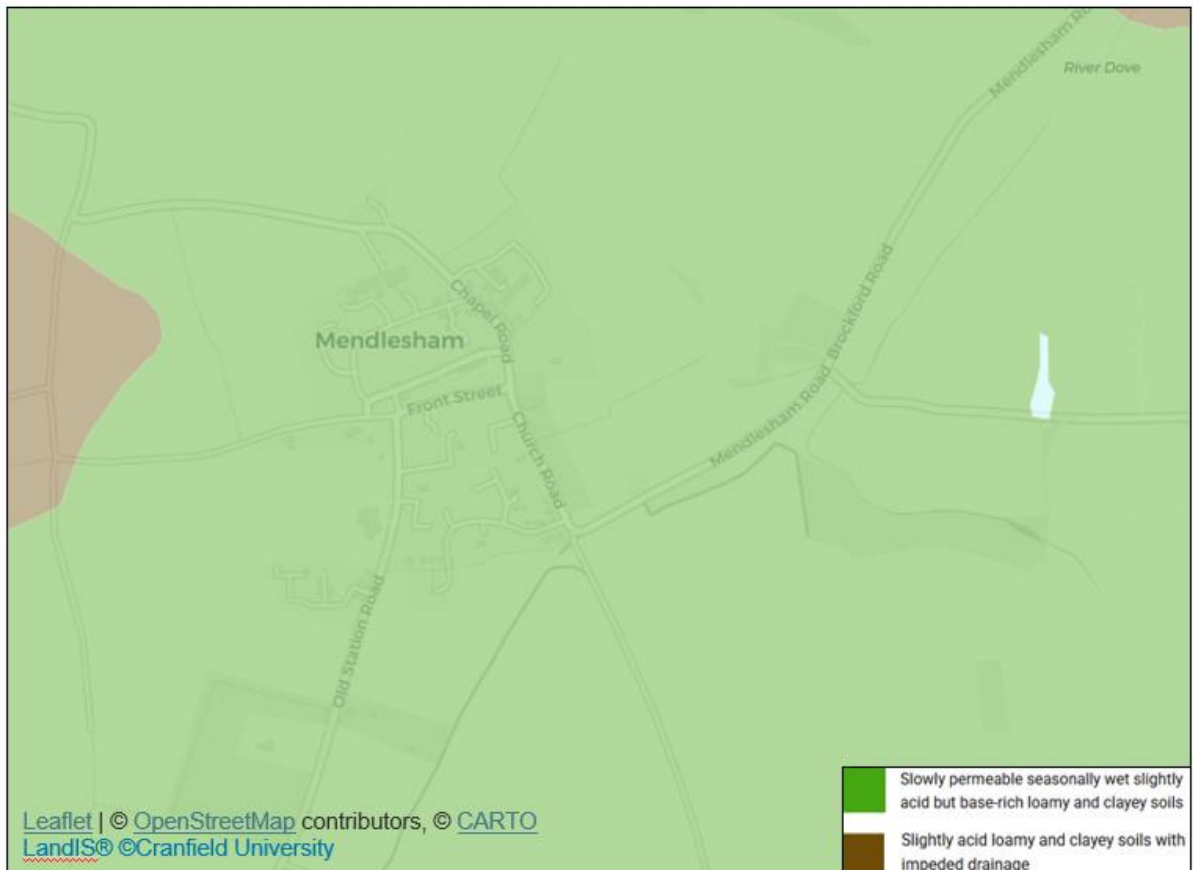 Mendlesham Road
River Dove
Chapel Road
Mendlesham
Front Street
Church Road
Mendlesham Road
Brockford Road
Old Station Road
Slowly permeable seasonally wet slightly
acid but base-rich loamy and clayey soils
Slightly acid loamy and clayey soils with
impeded drainage
Leaflet | © OpenStreetMap contributors, © CARTO
LandIS® ©Cranfield University